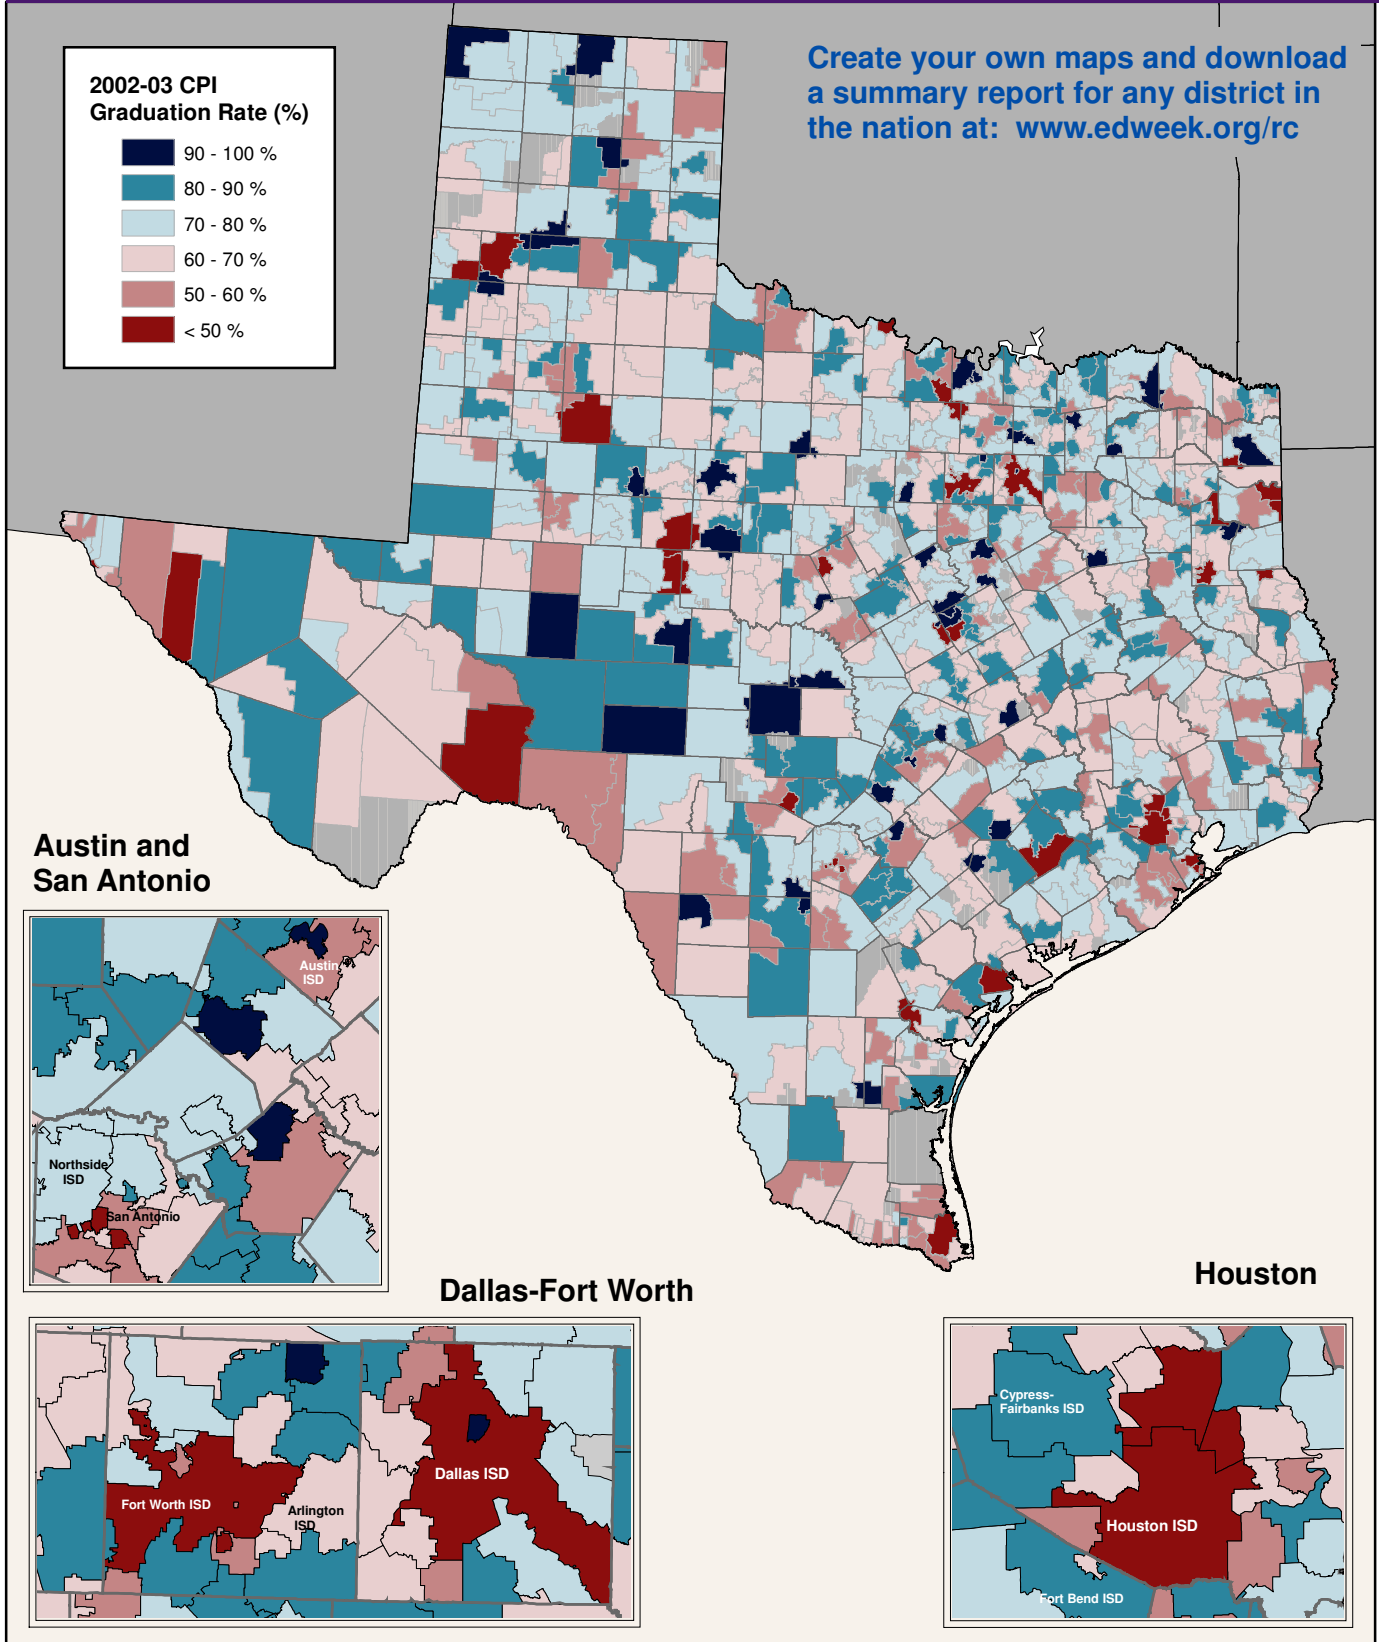 Create your own maps and download
a summary report for any district in
the nation at: www.edweek.org/rc
2002-03 CPI
Graduation Rate (%)
90 - 100 %
80 - 90 %
70 - 80 %
60 - 70 %
50 - 60 %
< 50 %
Austin and
San Antonio
Austin
ISD
Northside
ISD
San Antonio
Dallas-Fort Worth
Dallas ISD
Fort Worth ISD
Arlington
ISD
Houston
Cypress-
Fairbanks ISD
Houston ISD
Fort Bend ISD